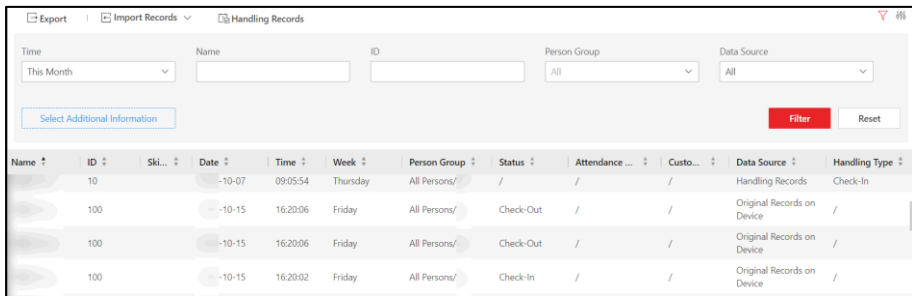 Export | Import Records Handling Records
Time Name ID Person Group Data Source
This Month All All
Select Additional Information Filter Reset
Name ID Ski... Date Time Week Person Group Status Attendance ... Custo... Data Source Handling Type
10 -10-07 09:05:54 Thursday All Persons/ / / / Handling Records Check-In
100 -10-15 16:20:06 Friday All Persons/ Check-Out / / Original Records on Device /
100 -10-15 16:20:06 Friday All Persons/ Check-Out / / Original Records on Device /
100 -10-15 16:20:02 Friday All Persons/ Check-In / / Original Records on Device /